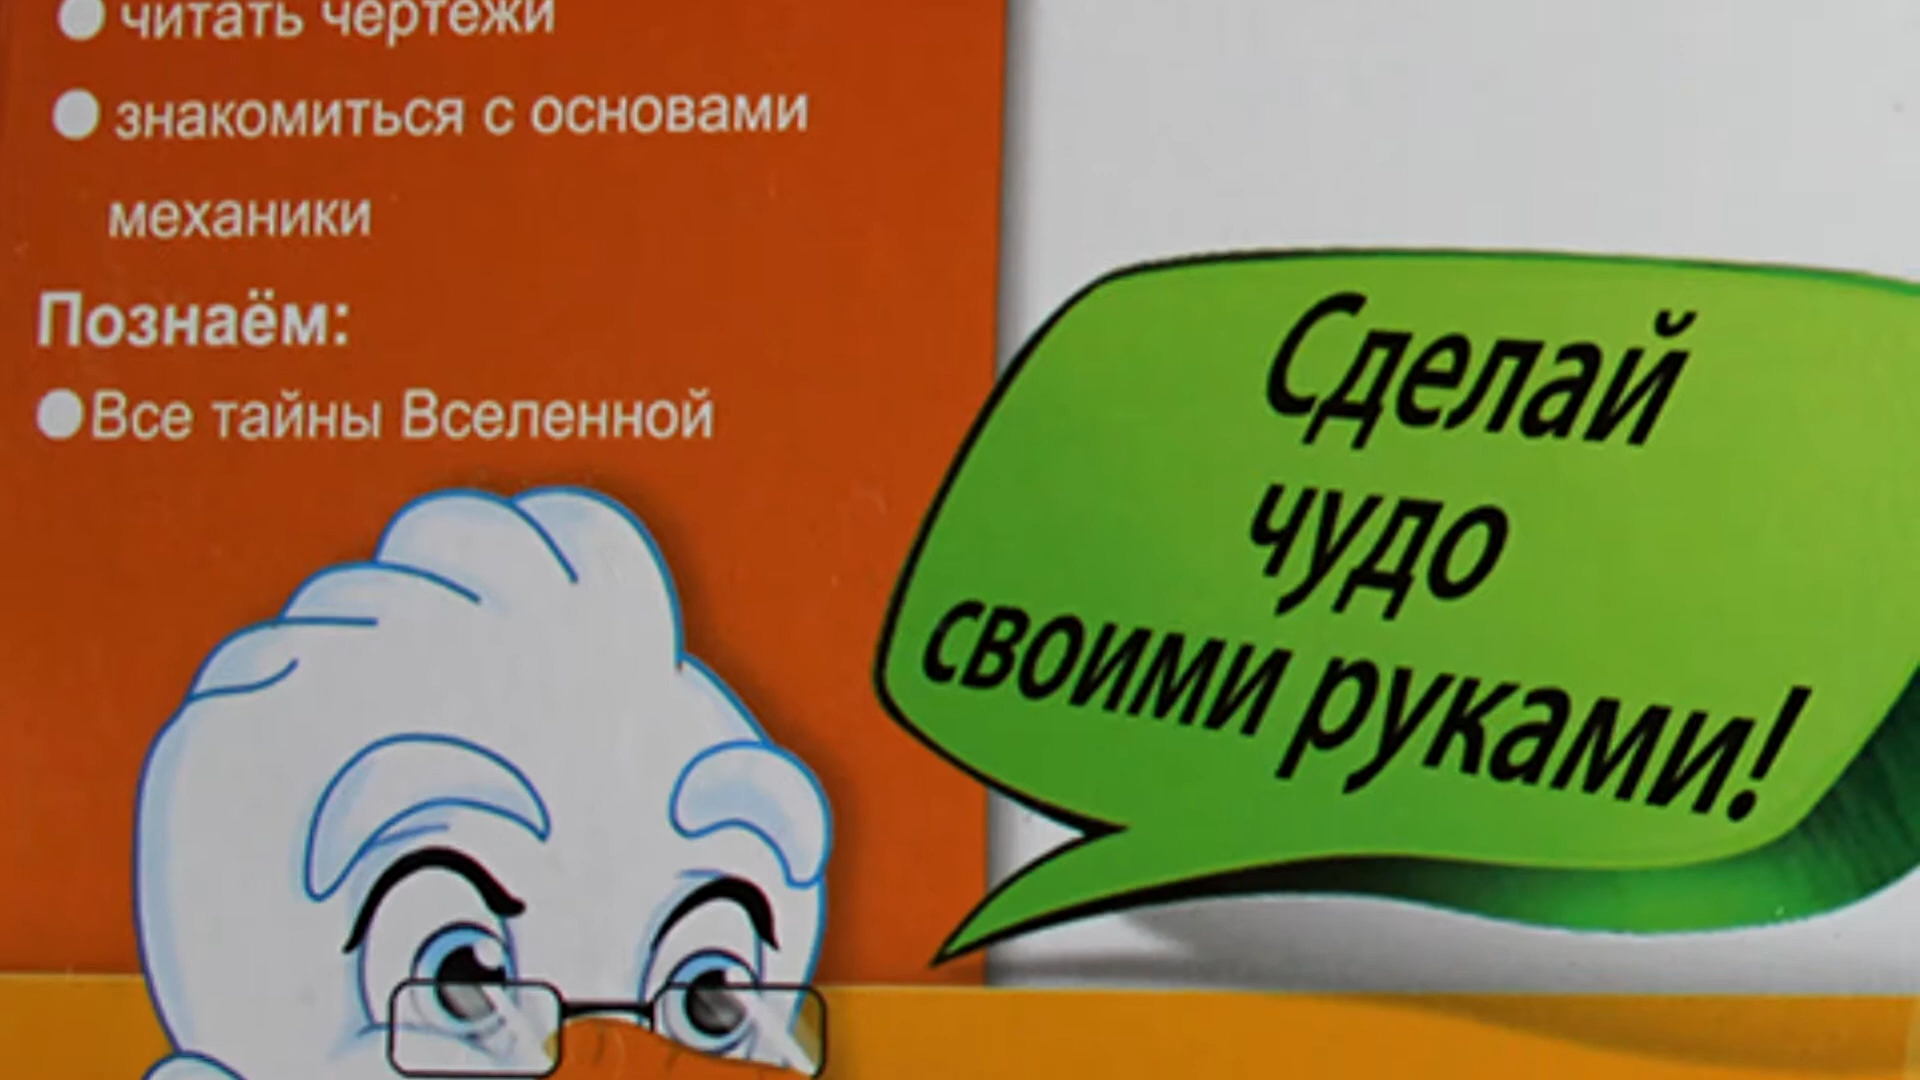 ● читать чертежи
● знакомиться с основами
механики
Познаём:
● Все тайны Вселенной
Сделай
чудо
своими руками!